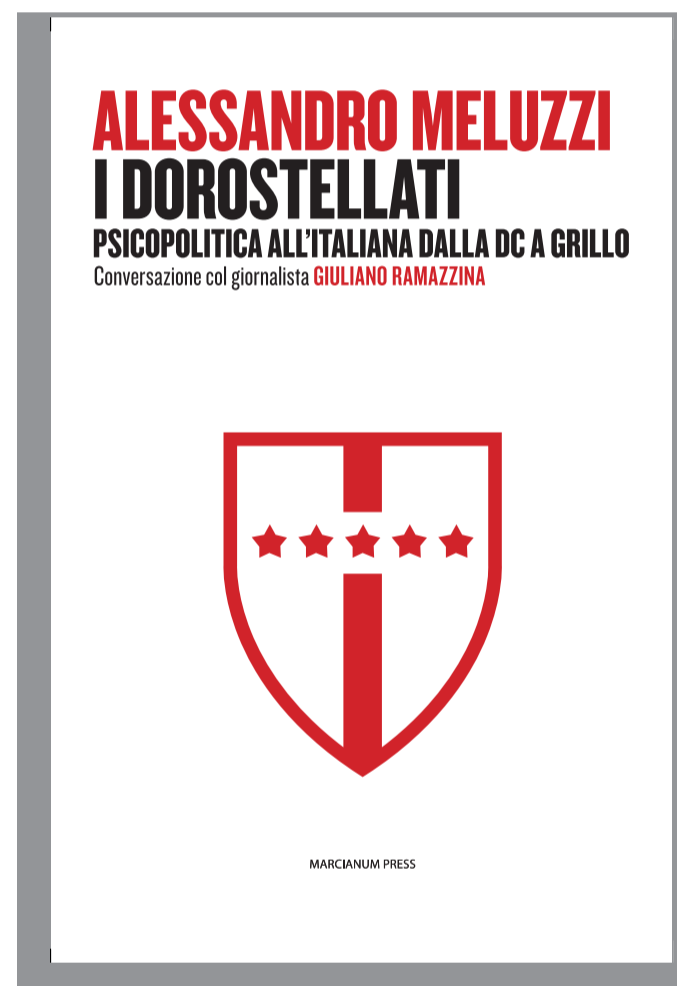 ALESSANDRO MELUZZI
I DOROSTELLATI
PSICOPOLITICA ALL'ITALIANA DALLA DC A GRILLO
Conversazione col giornalista GIULIANO RAMAZZINA
MARCIANUM PRESS